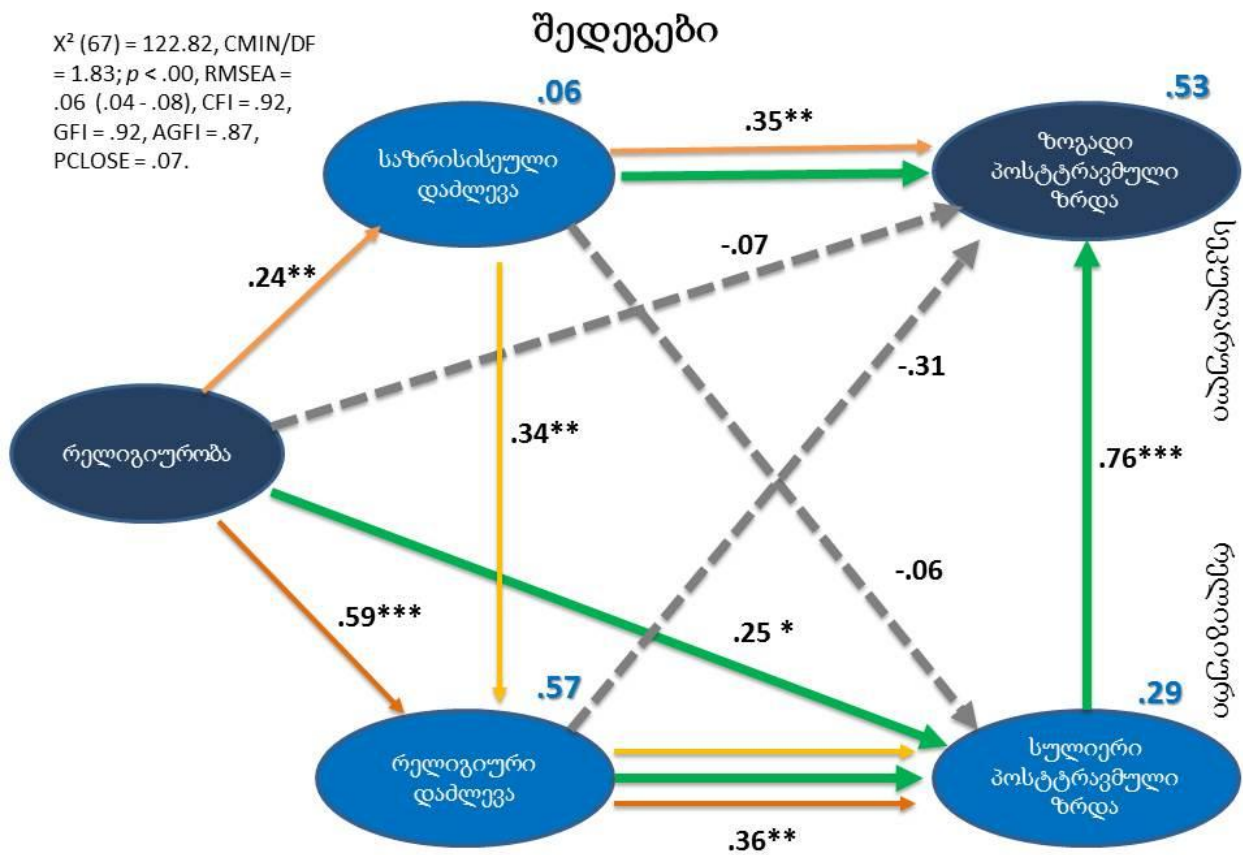 შედეგები
X² (67) = 122.82, CMIN/DF
= 1.83; p < .00, RMSEA =
.06 (.04 - .08), CFI = .92,
GFI = .92, AGFI = .87,
PCLOSE = .07.
.06
.53
საზრისისეული
დაძლევა
.35**
ზოგადი
პოსტტრავმული
ზრდა
.24**
-.07
-.31
.34**
რელიგიურობა
.76***
-.06
.59***
.25 *
.57
.29
რელიგიური
დაძლევა
სულიერი
პოსტტრავმული
ზრდა
.36**